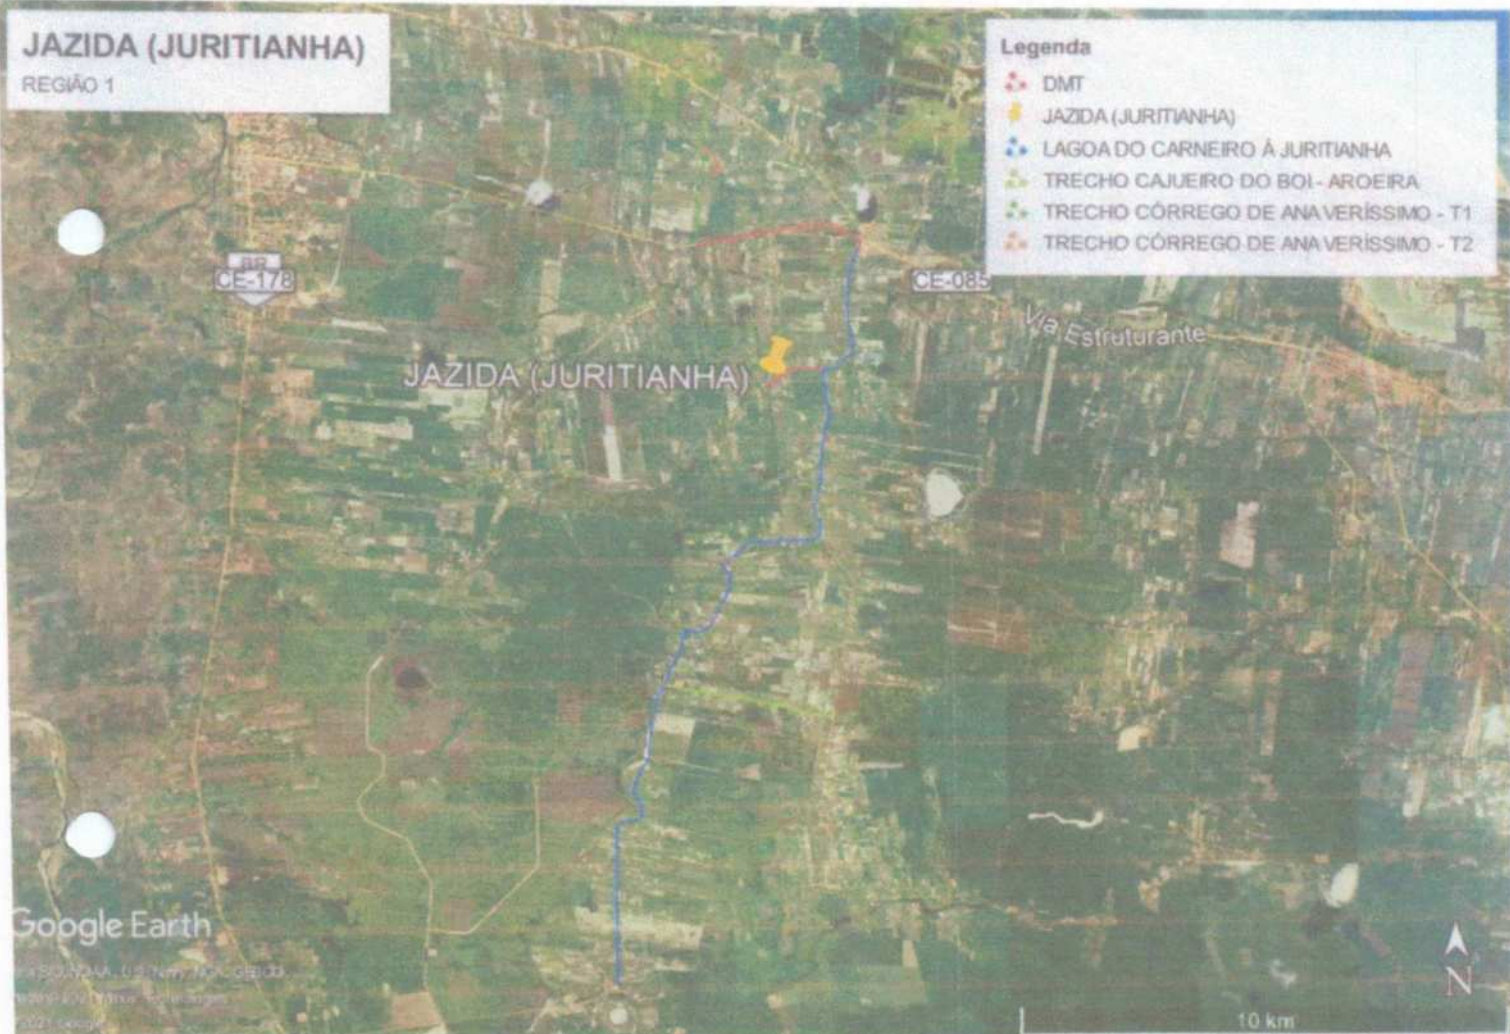 JAZIDA (JURITIANHA)
REGIÃO 1
Legenda
DMT
JAZIDA (JURITIANHA)
LAGOA DO CARNEIRO À JURITIANHA
TRECHO CAJUEIRO DO BOI - AROEIRA
TRECHO CÓRREGO DE ANA VERÍSSIMO - T1
TRECHO CÓRREGO DE ANA VERÍSSIMO - T2
BR
CE-178
CE-085
Via Estruturante
JAZIDA (JURITIANHA)
Google Earth
N
10 km